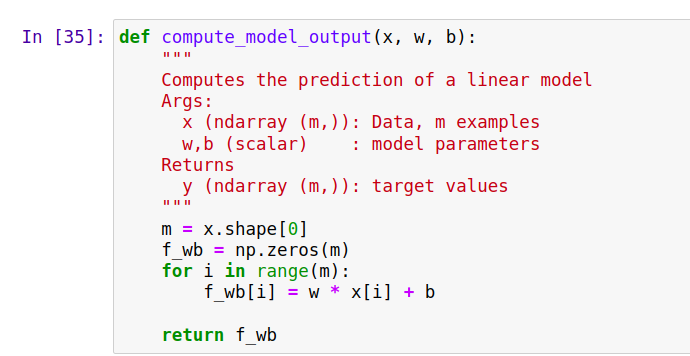 In [35]: def compute_model_output(x, w, b):
    """
    Computes the prediction of a linear model
    Args:
      x (ndarray (m,)): Data, m examples
      w,b (scalar)    : model parameters
    Returns
      y (ndarray (m,)): target values
    """
    m = x.shape[0]
    f_wb = np.zeros(m)
    for i in range(m):
        f_wb[i] = w * x[i] + b

    return f_wb